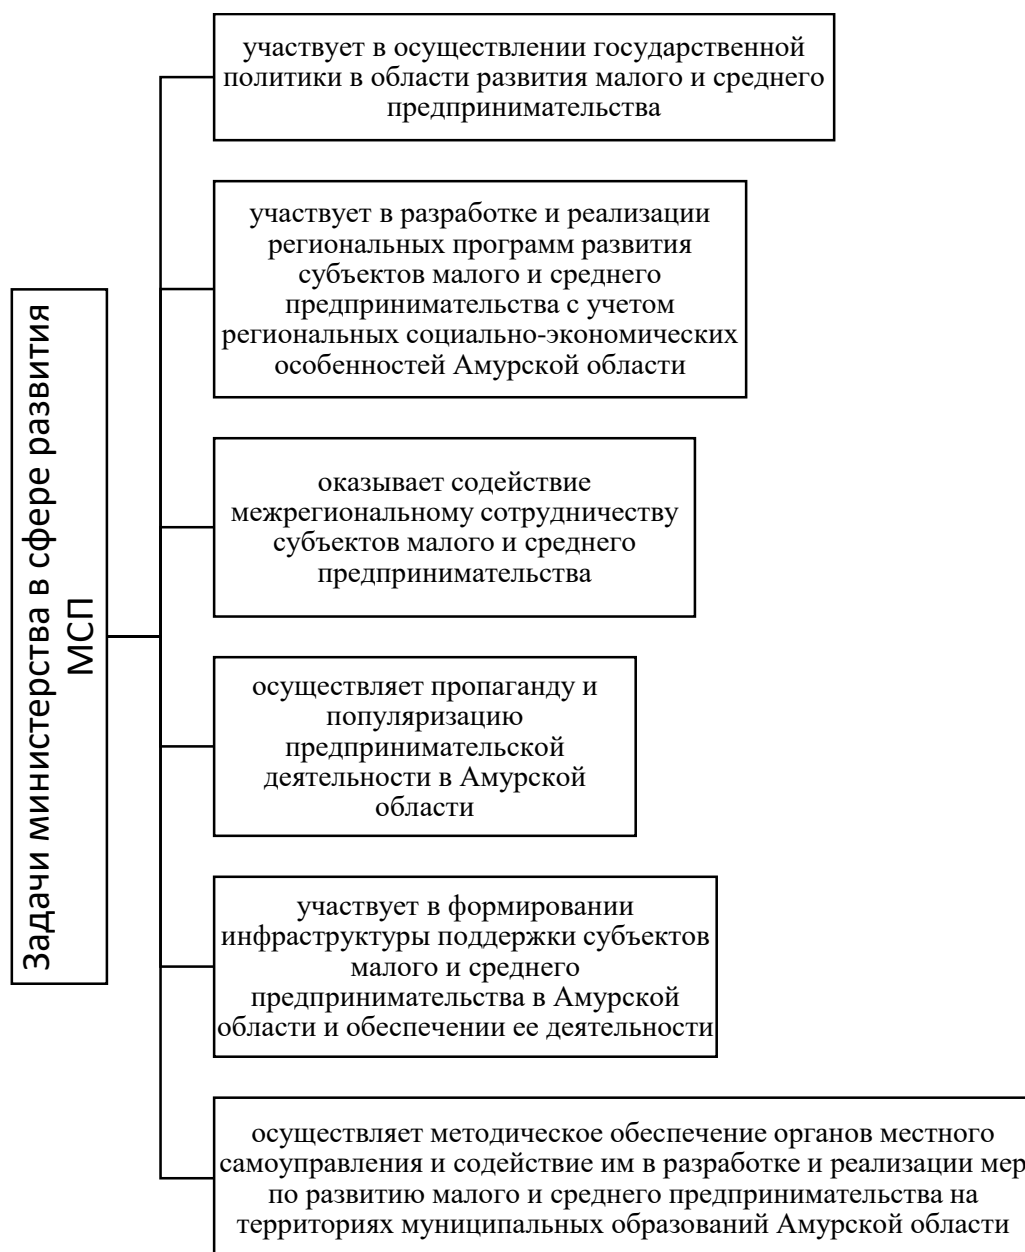 Задачи министерства в сфере развития
МСП
участвует в осуществлении государственной
политики в области развития малого и среднего
предпринимательства
участвует в разработке и реализации
региональных программ развития
субъектов малого и среднего
предпринимательства с учетом
региональных социально-экономических
особенностей Амурской области
оказывает содействие
межрегиональному сотрудничеству
субъектов малого и среднего
предпринимательства
осуществляет пропаганду и
популяризацию
предпринимательской
деятельности в Амурской
области
участвует в формировании
инфраструктуры поддержки субъектов
малого и среднего
предпринимательства в Амурской
области и обеспечении ее деятельности
осуществляет методическое обеспечение органов местного
самоуправления и содействие им в разработке и реализации мер
по развитию малого и среднего предпринимательства на
территориях муниципальных образований Амурской области